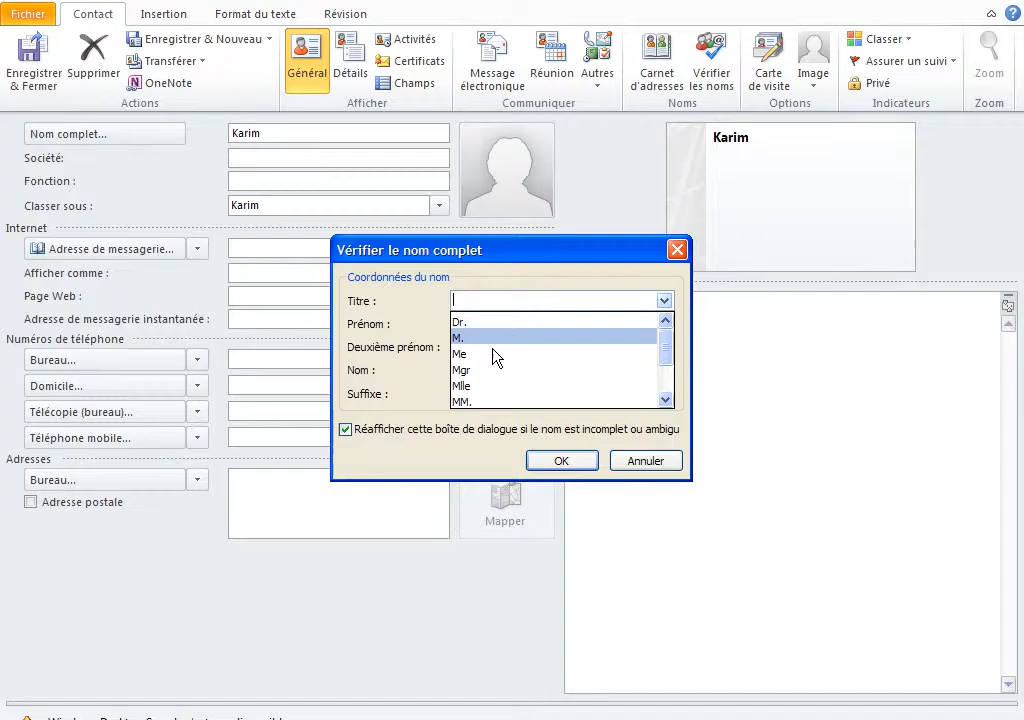 Fichier Contact Insertion Format du texte Révision
Enregistrer & Fermer
Supprimer
Enregistrer & Nouveau
Transférer
OneNote
Actions
Général
Détails
Activités
Certificats
Champs
Afficher
Message électronique
Réunion
Autres
Communiquer
Carnet d'adresses
Vérifier les noms
Noms
Carte de visite
Image
Options
Classer
Assurer un suivi
Privé
Indicateurs
Zoom
Zoom
Nom complet... Karim
Société:
Fonction :
Classer sous : Karim
Karim
Internet
Adresse de messagerie...
Afficher comme :
Page Web :
Adresse de messagerie instantanée :
Numéros de téléphone
Bureau...
Domicile...
Télécopie (bureau)...
Téléphone mobile...
Adresses
Bureau...
Adresse postale
Mapper
Vérifier le nom complet
Coordonnées du nom
Titre :
Prénom :
Deuxième prénom :
Nom :
Suffixe :
Dr.
M.
Me
Mgr
Mlle
MM.
Réafficher cette boîte de dialogue si le nom est incomplet ou ambigu
OK Annuler